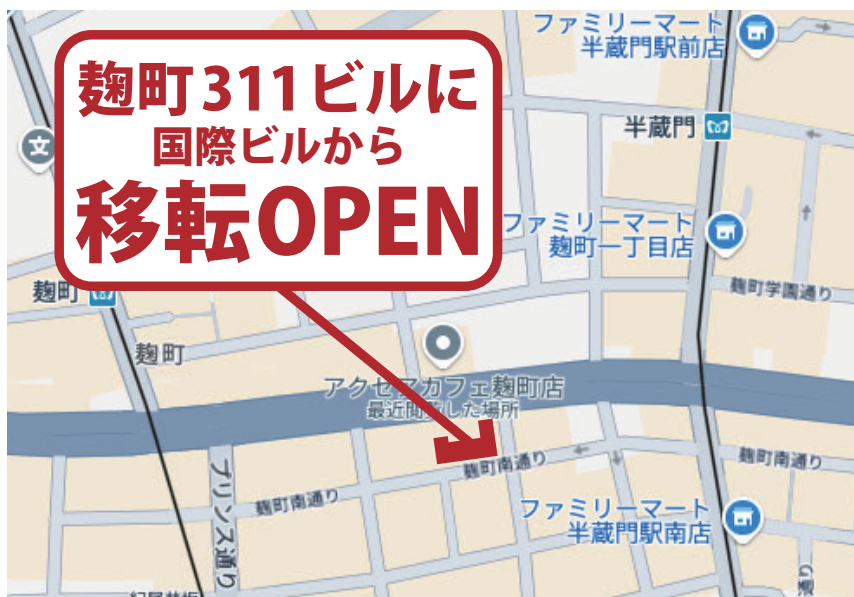 麹町311ビルに
国際ビルから
移転OPEN
ファミリーマート
半蔵門駅前店
半蔵門
文
ファミリーマート
麹町一丁目店
麹町
麹町学園通り
麹町
アクセアカフェ麹町店
最近閲覧した場所
麹町南通り
麹町南通り
麹町南通り
プリンス通り
ファミリーマート
半蔵門駅南店
通り